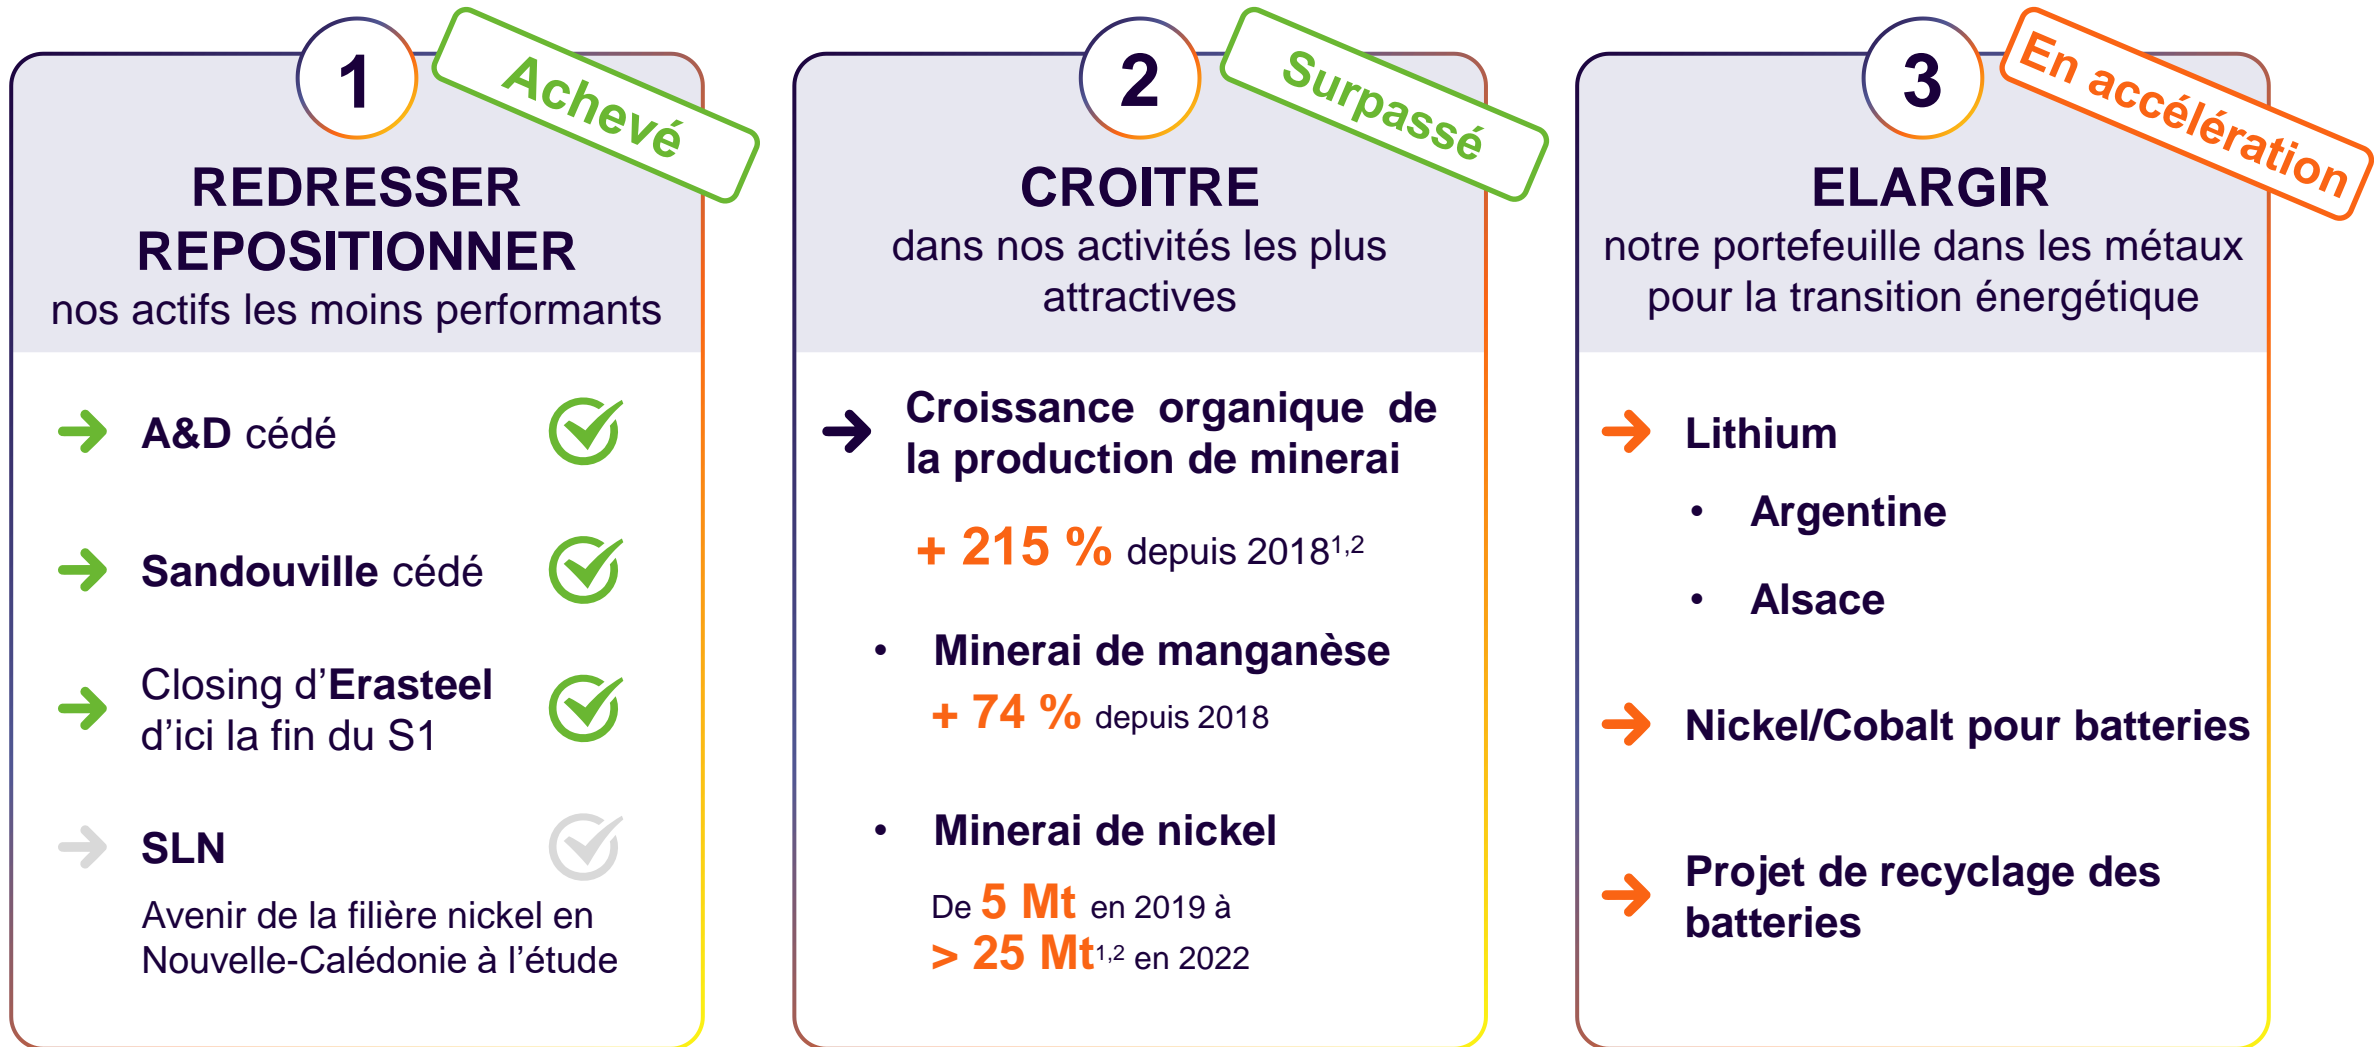 1
Achevé
REDRESSER
REPOSITIONNER
nos actifs les moins performants
A&D cédé
Sandouville cédé
Closing d’Erasteel
d’ici la fin du S1
SLN
Avenir de la filière nickel en
Nouvelle-Calédonie à l’étude
2
Surpassé
CROITRE
dans nos activités les plus
attractives
Croissance organique de
la production de minerai
+ 215 % depuis 2018¹,²
• Minerai de manganèse
+ 74 % depuis 2018
• Minerai de nickel
De 5 Mt en 2019 à
> 25 Mt¹,² en 2022
3
En accélération
ELARGIR
notre portefeuille dans les métaux
pour la transition énergétique
Lithium
• Argentine
• Alsace
Nickel/Cobalt pour batteries
Projet de recyclage des
batteries